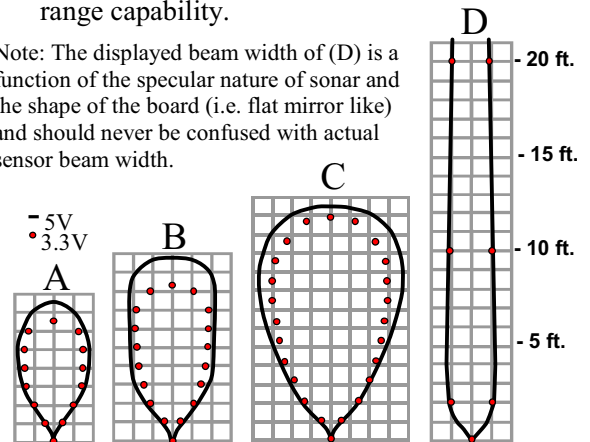 range capability.
Note: The displayed beam width of (D) is a
function of the specular nature of sonar and
the shape of the board (i.e. flat mirror like)
and should never be confused with actual
sensor beam width.
5V
3.3V
A
B
C
D
- 20 ft.
- 15 ft.
- 10 ft.
- 5 ft.